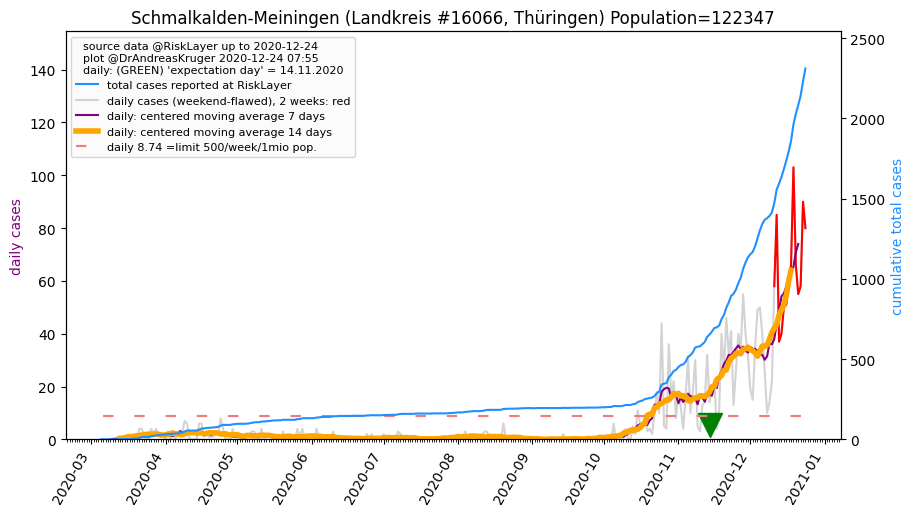 Schmalkalden-Meiningen (Landkreis #16066, Thüringen) Population=122347
source data @RiskLayer up to 2020-12-24
plot @DrAndreasKruger 2020-12-24 07:55
daily: (GREEN) 'expectation day' = 14.11.2020
total cases reported at RiskLayer
daily cases (weekend-flawed), 2 weeks: red
daily: centered moving average 7 days
daily: centered moving average 14 days
daily 8.74 =limit 500/week/1mio pop.
daily cases
140
120
100
80
60
40
20
0
cumulative total cases
2500
2000
1500
1000
500
0
2020-03
2020-04
2020-05
2020-06
2020-07
2020-08
2020-09
2020-10
2020-11
2020-12
2021-01